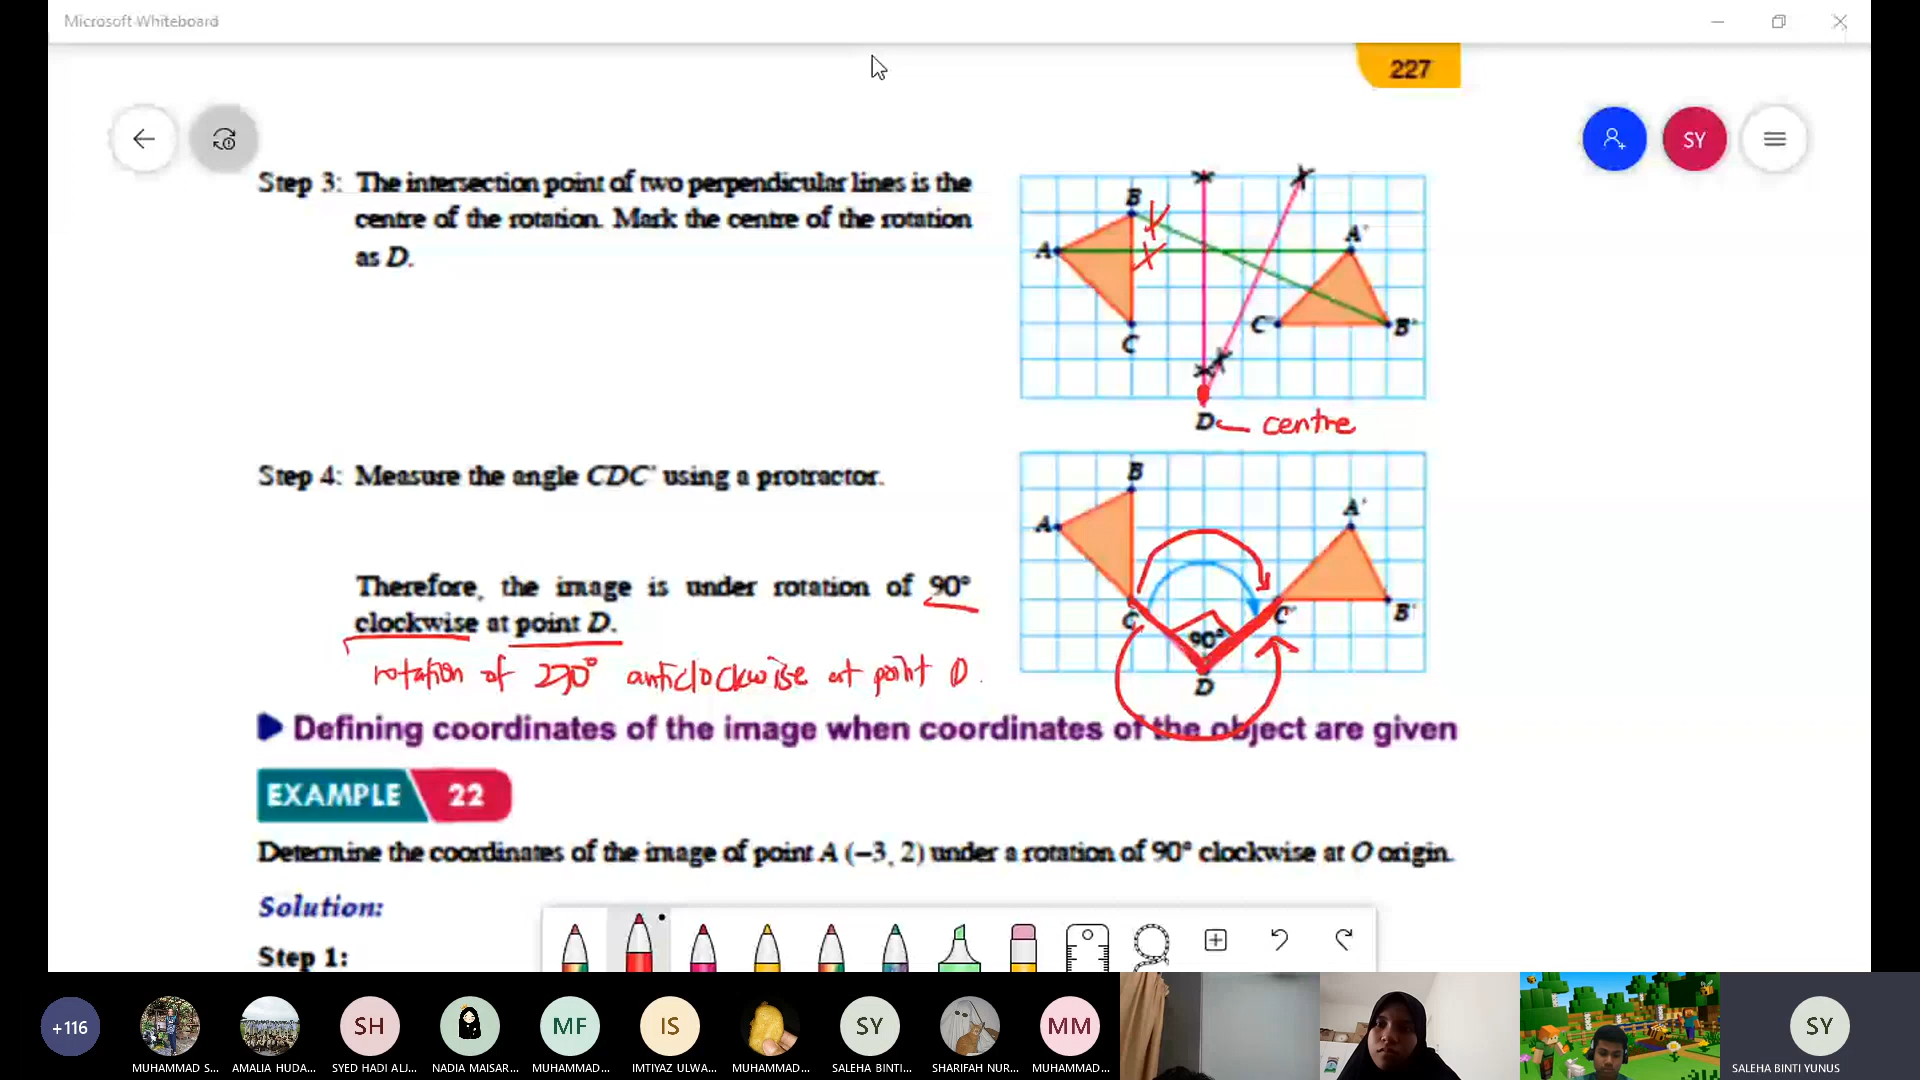 Microsoft Whiteboard
227
SY
Step 3: The intersection point of two perpendicular lines is the
centre of the rotation. Mark the centre of the rotation
as D.
B
A
A'
C'
B'
C
D
centre
Step 4: Measure the angle CDC' using a protractor.
B
A
A'
C
C'
B'
90°
D
Therefore, the image is under rotation of 90°
clockwise at point D.
rotation of 270° anticlockwise at point D.
Defining coordinates of the image when coordinates of the object are given
EXAMPLE 22
Determine the coordinates of the image of point A (−3, 2) under a rotation of 90° clockwise at O origin.
Solution:
Step 1:
+116
SH
MF
IS
SY
MM
SY
MUHAMMAD S...
AMALIA HUDA...
SYED HADI ALJ...
NADIA MAISAR...
MUHAMMAD...
IMTIYAZ ULWA...
MUHAMMAD...
SALEHA BINTI...
SHARIFAH NUR...
MUHAMMAD...
SALEHA BINTI YUNUS